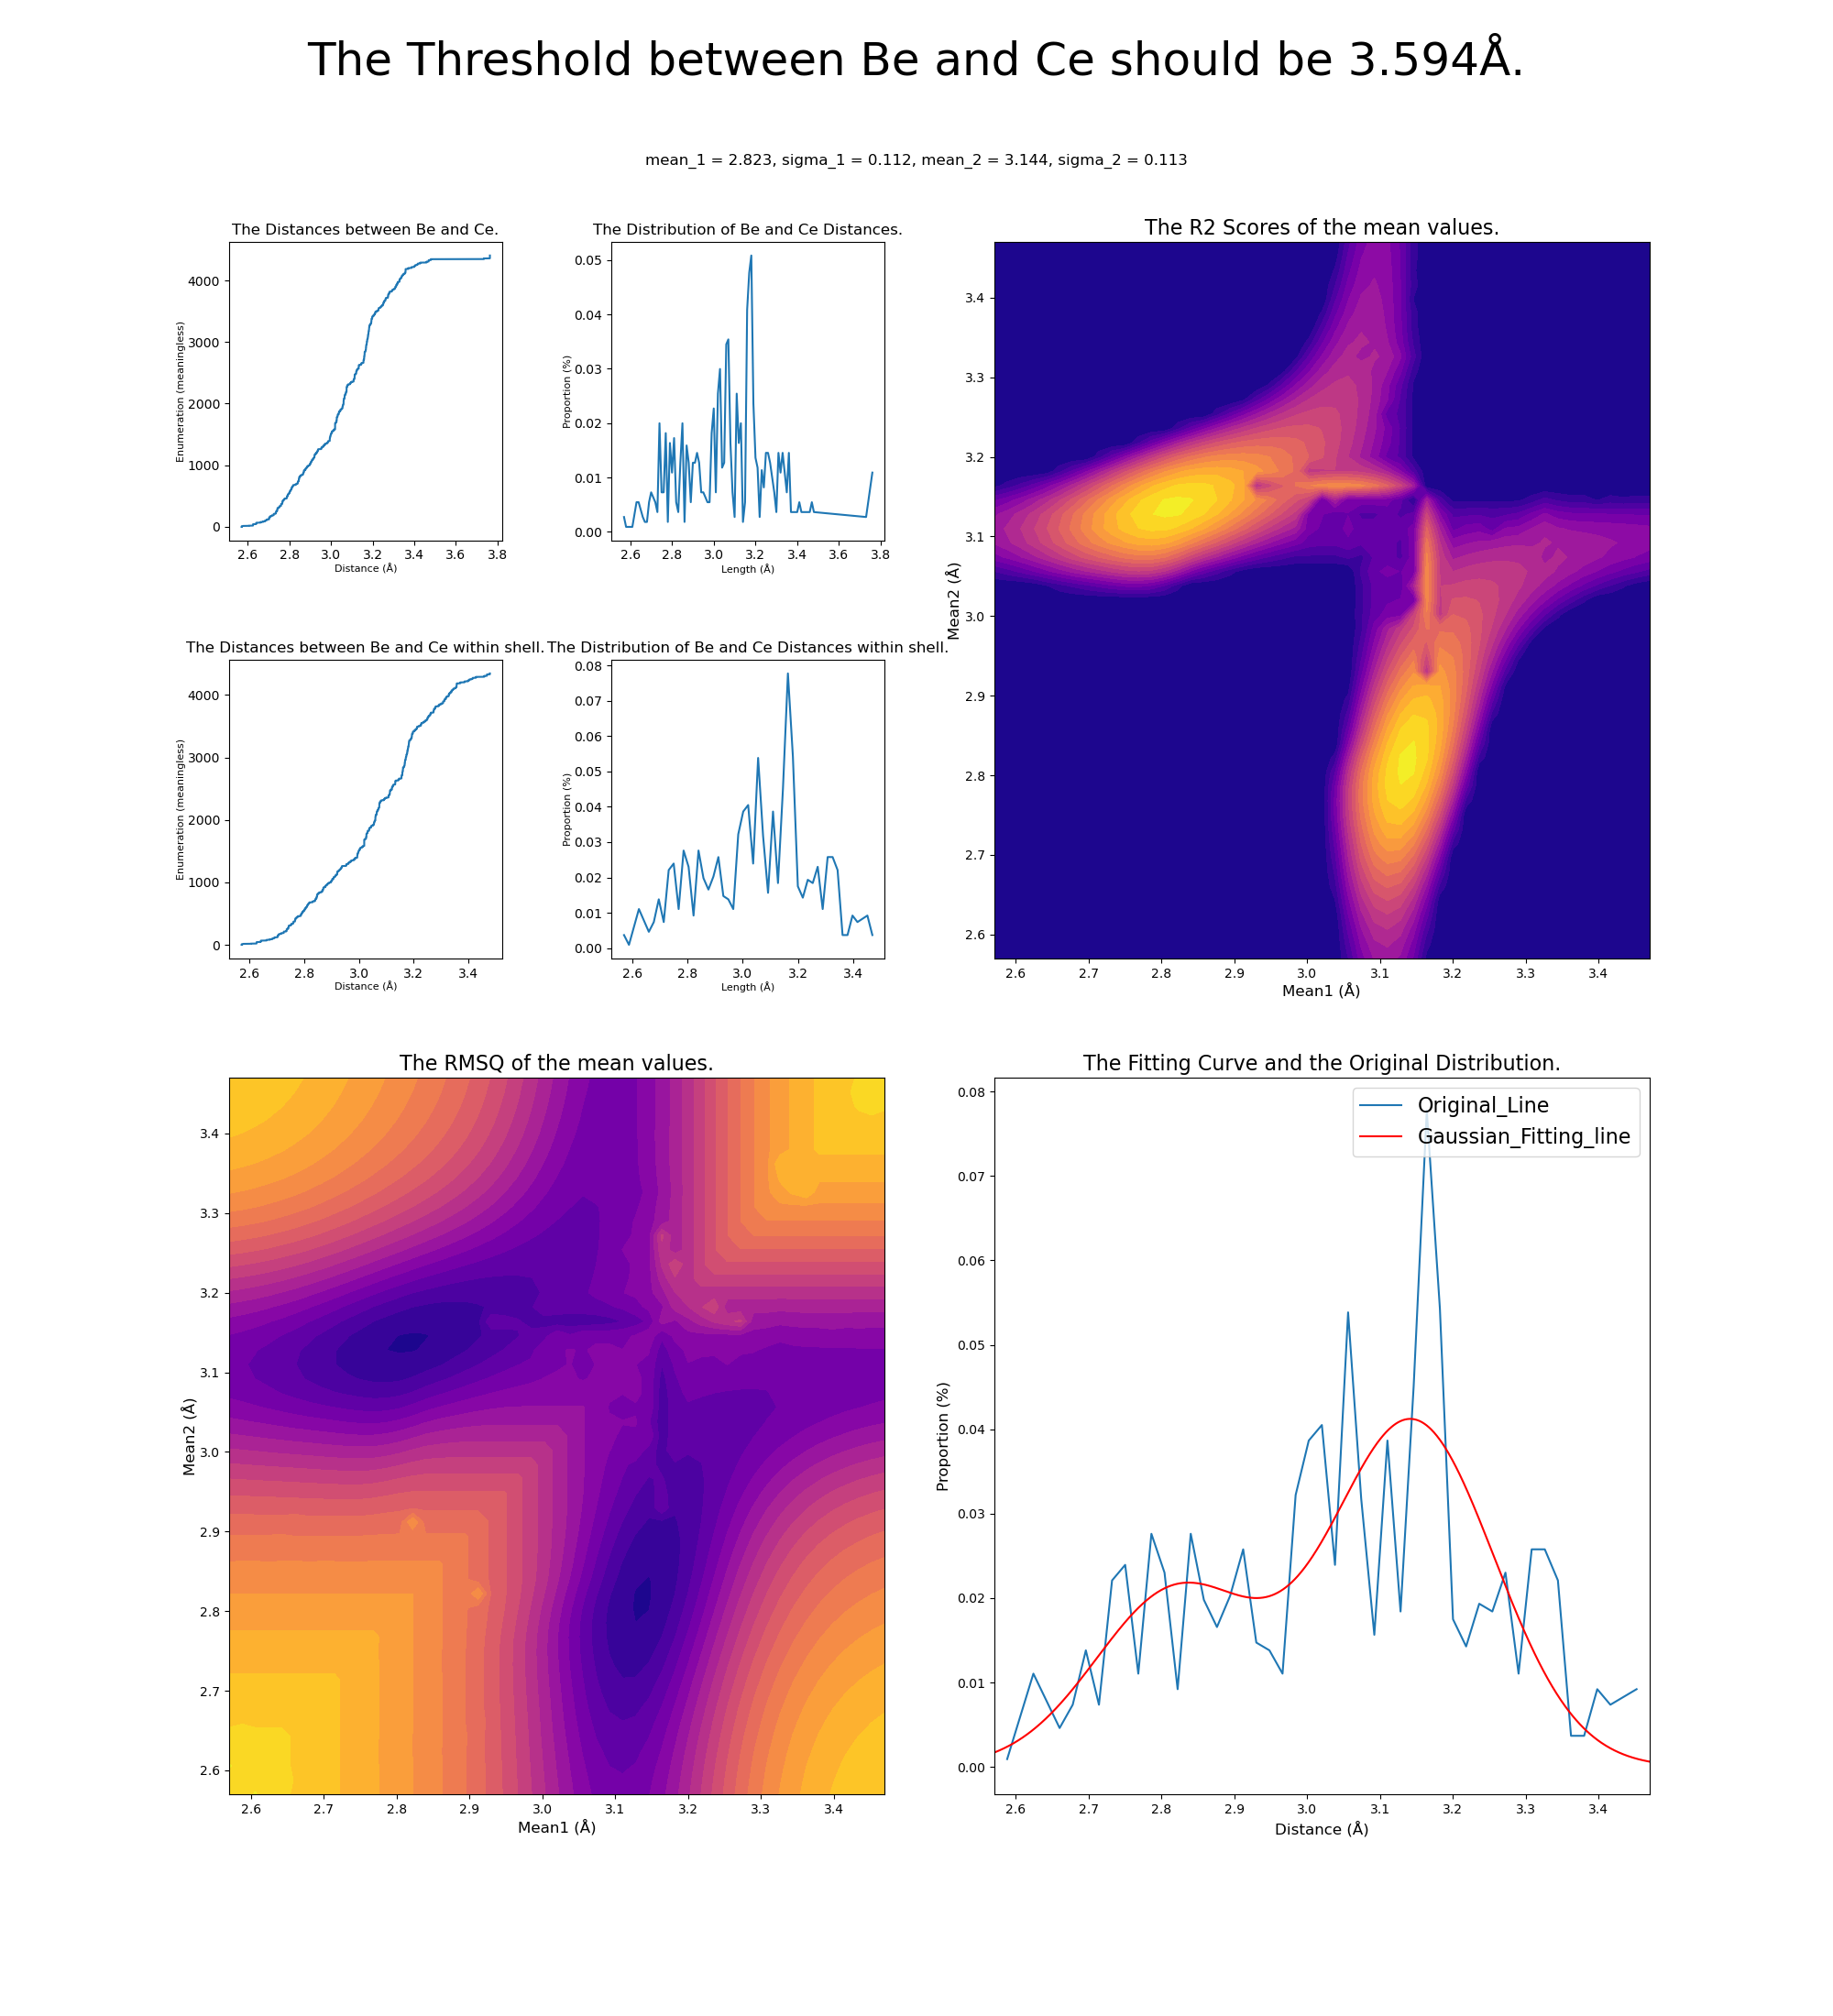 The Threshold between Be and Ce should be 3.594Å.
mean_1 = 2.823, sigma_1 = 0.112, mean_2 = 3.144, sigma_2 = 0.113
The Distances between Be and Ce.
Enumeration (meaningless)
4000
3000
2000
1000
0
2.6 2.8 3.0 3.2 3.4 3.6 3.8
Distance (Å)
The Distribution of Be and Ce Distances.
Proportion (%)
0.05
0.04
0.03
0.02
0.01
0.00
2.6 2.8 3.0 3.2 3.4 3.6 3.8
Length (Å)
The R2 Scores of the mean values.
Mean2 (Å)
3.4
3.3
3.2
3.1
3.0
2.9
2.8
2.7
2.6
2.6 2.7 2.8 2.9 3.0 3.1 3.2 3.3 3.4
Mean1 (Å)
The Distances between Be and Ce within shell.
Enumeration (meaningless)
4000
3000
2000
1000
0
2.6 2.8 3.0 3.2 3.4
Distance (Å)
The Distribution of Be and Ce Distances within shell.
Proportion (%)
0.08
0.07
0.06
0.05
0.04
0.03
0.02
0.01
0.00
2.6 2.8 3.0 3.2 3.4
Length (Å)
The RMSQ of the mean values.
Mean2 (Å)
3.4
3.3
3.2
3.1
3.0
2.9
2.8
2.7
2.6
2.6 2.7 2.8 2.9 3.0 3.1 3.2 3.3 3.4
Mean1 (Å)
The Fitting Curve and the Original Distribution.
Original_Line
Gaussian_Fitting_line
Proportion (%)
0.08
0.07
0.06
0.05
0.04
0.03
0.02
0.01
0.00
2.6 2.7 2.8 2.9 3.0 3.1 3.2 3.3 3.4
Distance (Å)